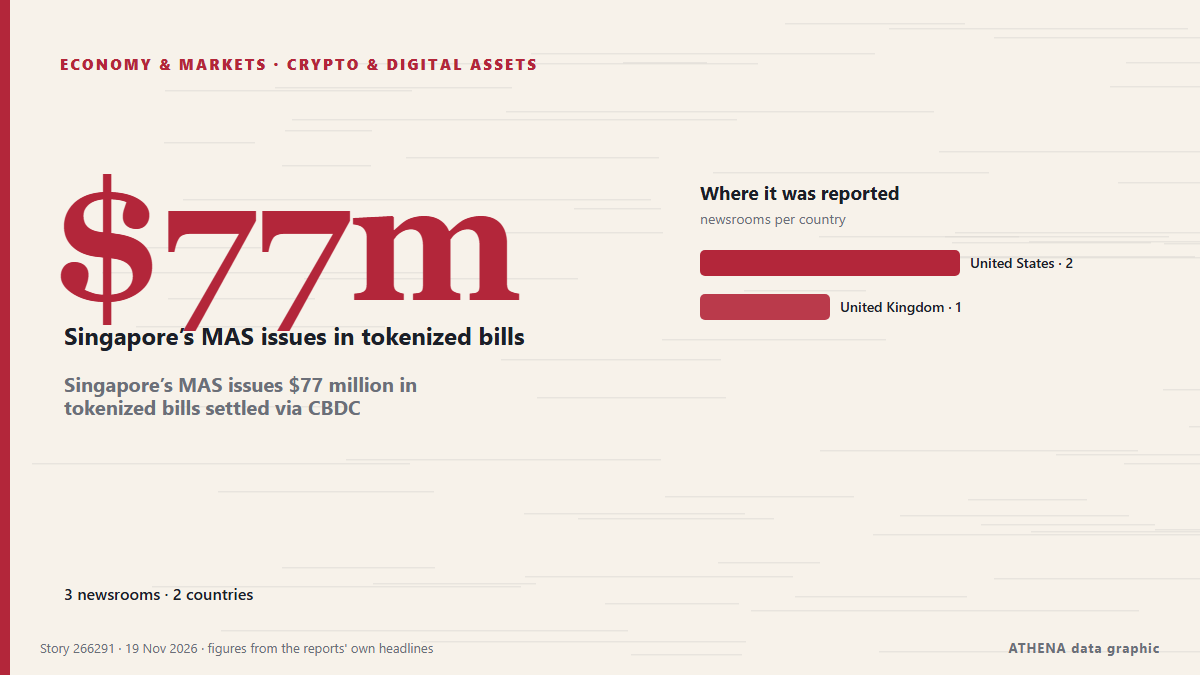 ECONOMY & MARKETS · CRYPTO & DIGITAL ASSETS
$77m
Singapore’s MAS issues in tokenized bills
Singapore’s MAS issues $77 million in
tokenized bills settled via CBDC
Where it was reported
newsrooms per country
United States · 2
United Kingdom · 1
3 newsrooms · 2 countries
Story 266291 · 19 Nov 2026 · figures from the reports' own headlines
ATHENA data graphic